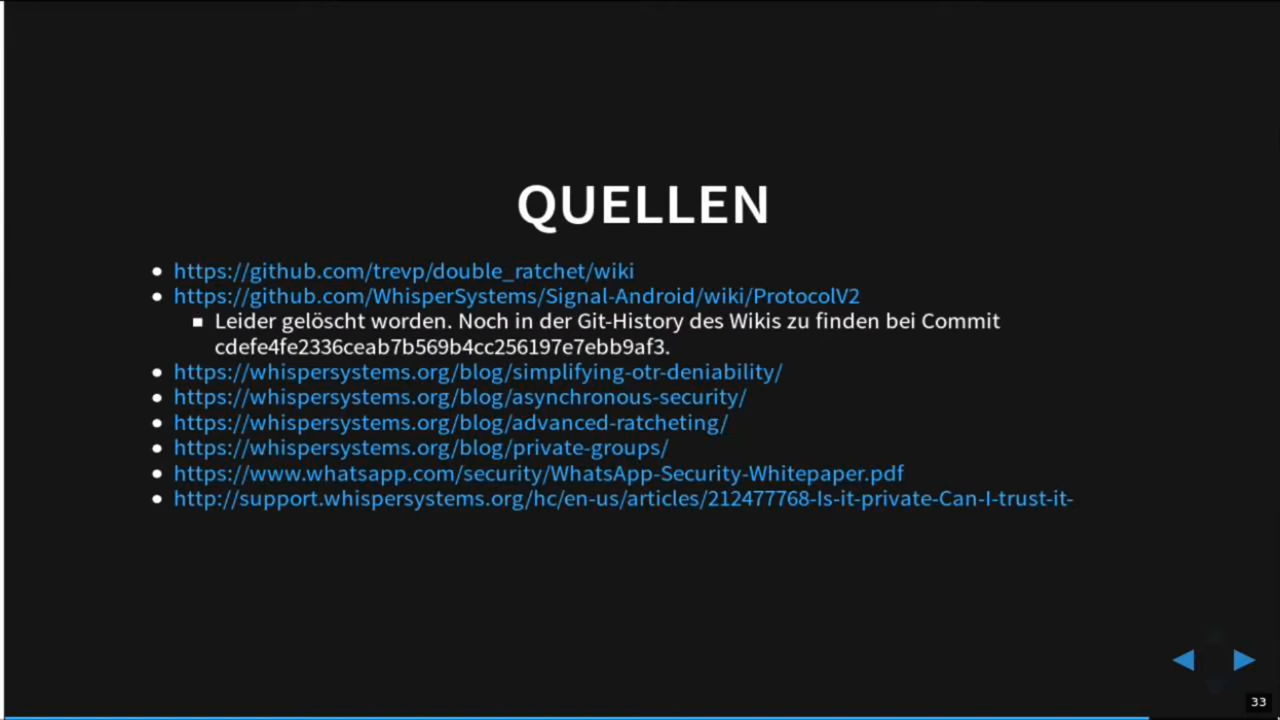 QUELLEN
https://github.com/trevp/double_ratchet/wiki
https://github.com/WhisperSystems/Signal-Android/wiki/ProtocolV2
Leider gelöscht worden. Noch in der Git-History des Wikis zu finden bei Commit
cdefe4fe2336ceab7b569b4cc256197e7ebb9af3.
https://whispersystems.org/blog/simplifying-otr-deniability/
https://whispersystems.org/blog/asynchronous-security/
https://whispersystems.org/blog/advanced-ratcheting/
https://whispersystems.org/blog/private-groups/
https://www.whatsapp.com/security/WhatsApp-Security-Whitepaper.pdf
http://support.whispersystems.org/hc/en-us/articles/212477768-Is-it-private-Can-I-trust-it-
33